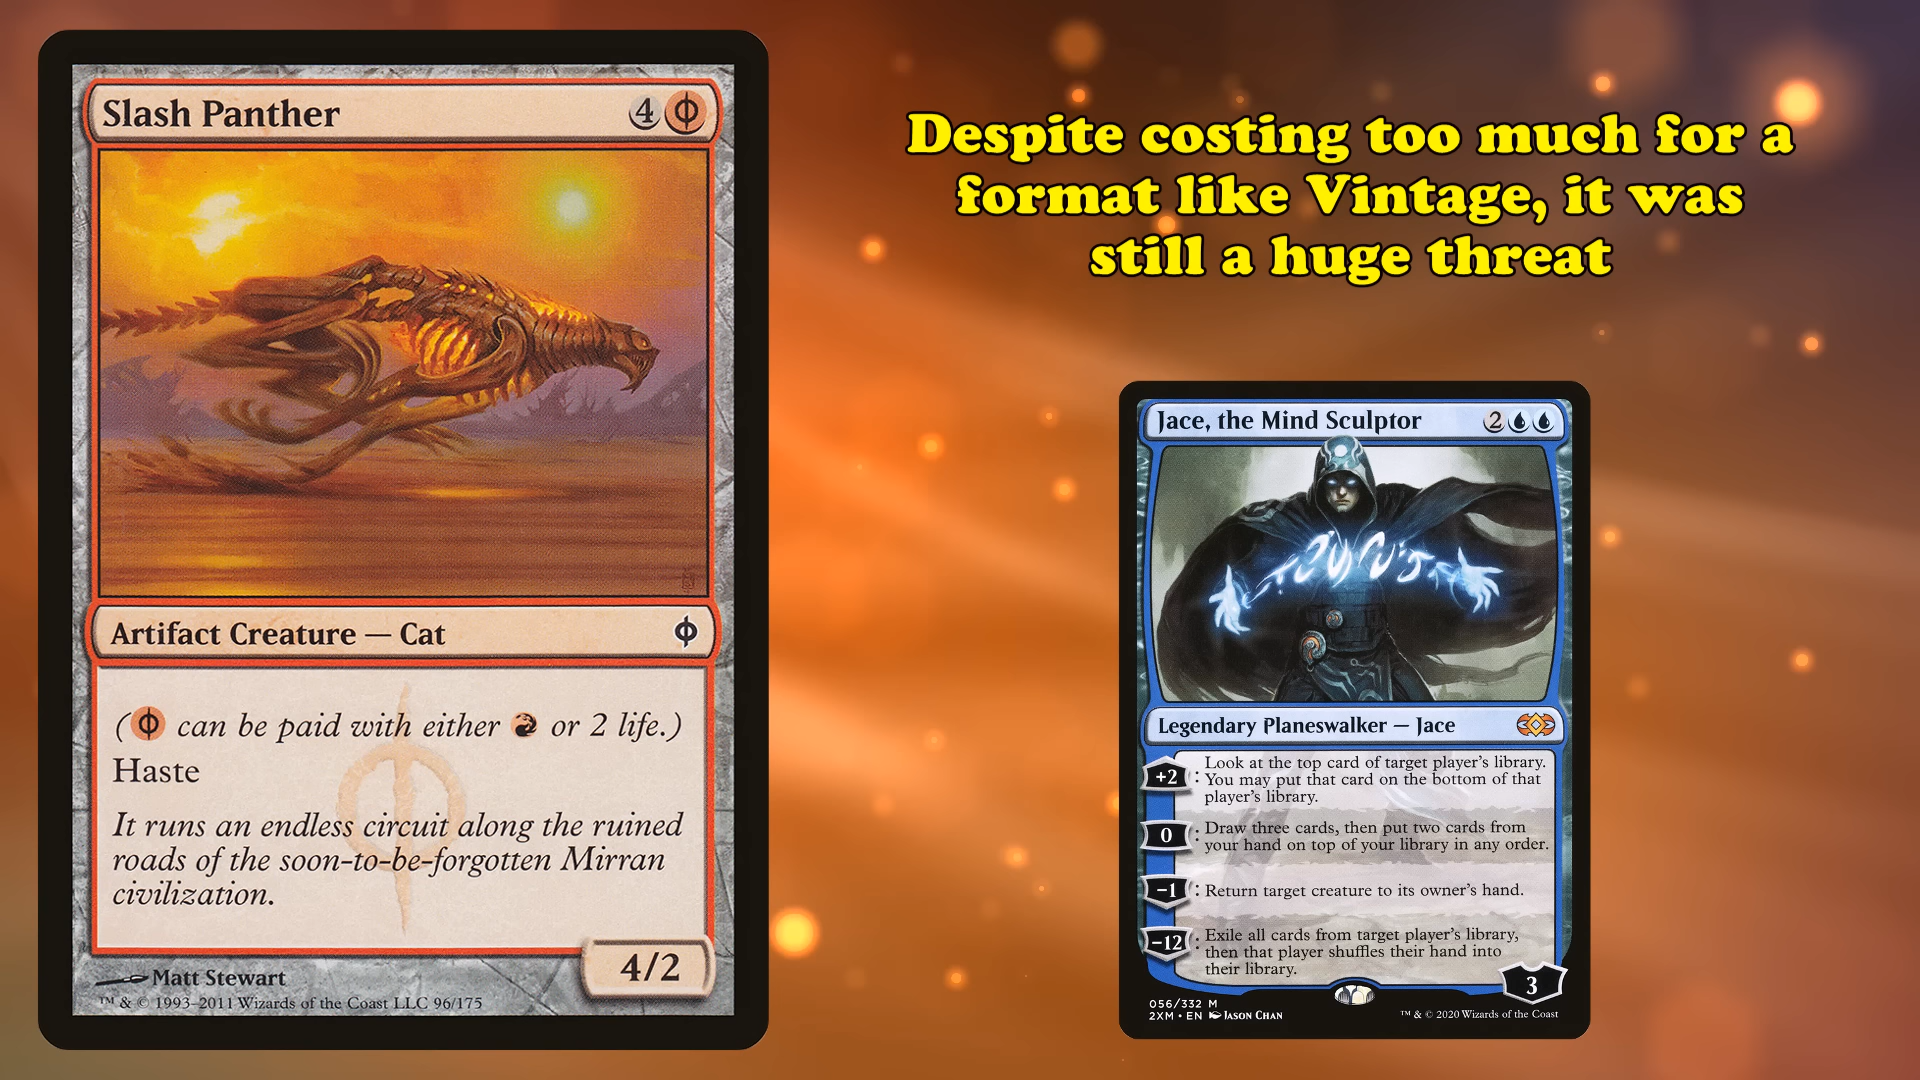 Slash Panther
4
Artifact Creature — Cat
( can be paid with either or 2 life.)
Haste
It runs an endless circuit along the ruined
roads of the soon-to-be-forgotten Mirran
civilization.
4/2
Matt Stewart
™ & © 1993–2011 Wizards of the Coast LLC 96/175
Despite costing too much for a
format like Vintage, it was
still a huge threat
Jace, the Mind Sculptor
2
Legendary Planeswalker — Jace
+2: Look at the top card of target player's library.
You may put that card on the bottom of that
player's library.
0: Draw three cards, then put two cards from
your hand on top of your library in any order.
−1: Return target creature to its owner's hand.
−12: Exile all cards from target player's library,
then that player shuffles their hand into
their library.
3
056/332 M
2XM • EN Jason Chan
™ & © 2020 Wizards of the Coast